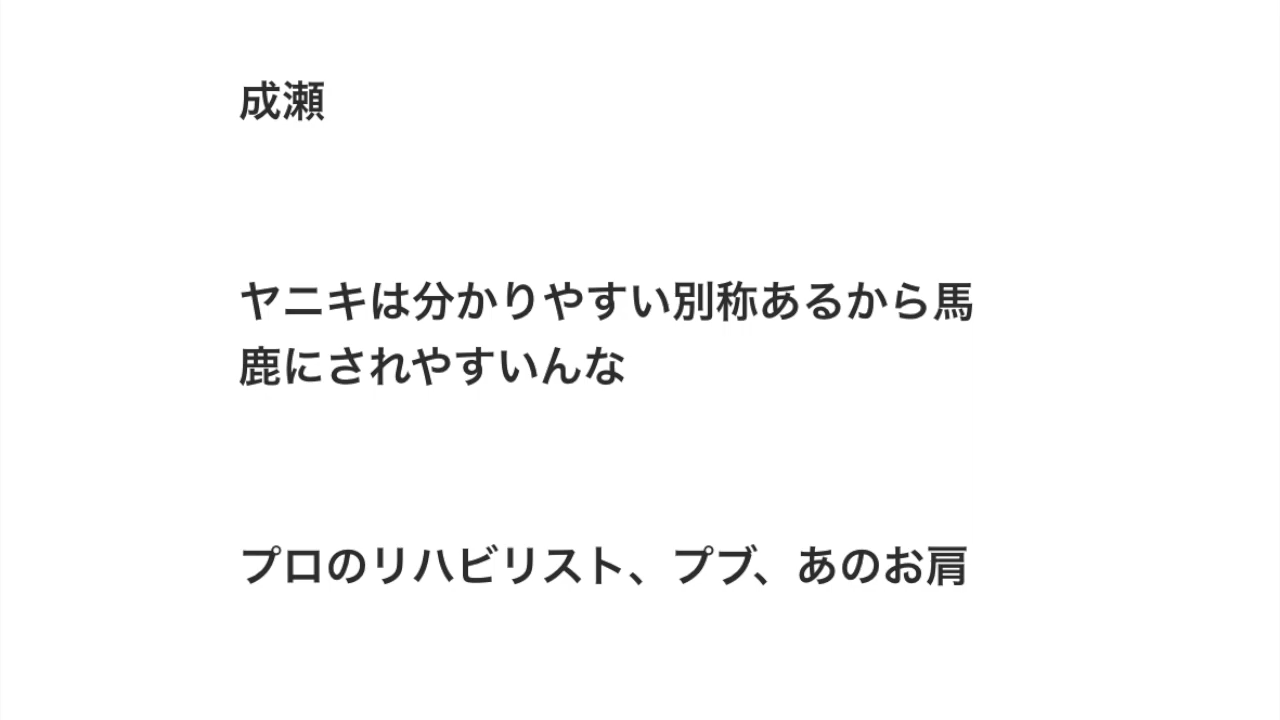 成瀬
ヤニキは分かりやすい別称あるから馬
鹿にされやすいんな
プロのリハビリスト、プブ、あのお肩